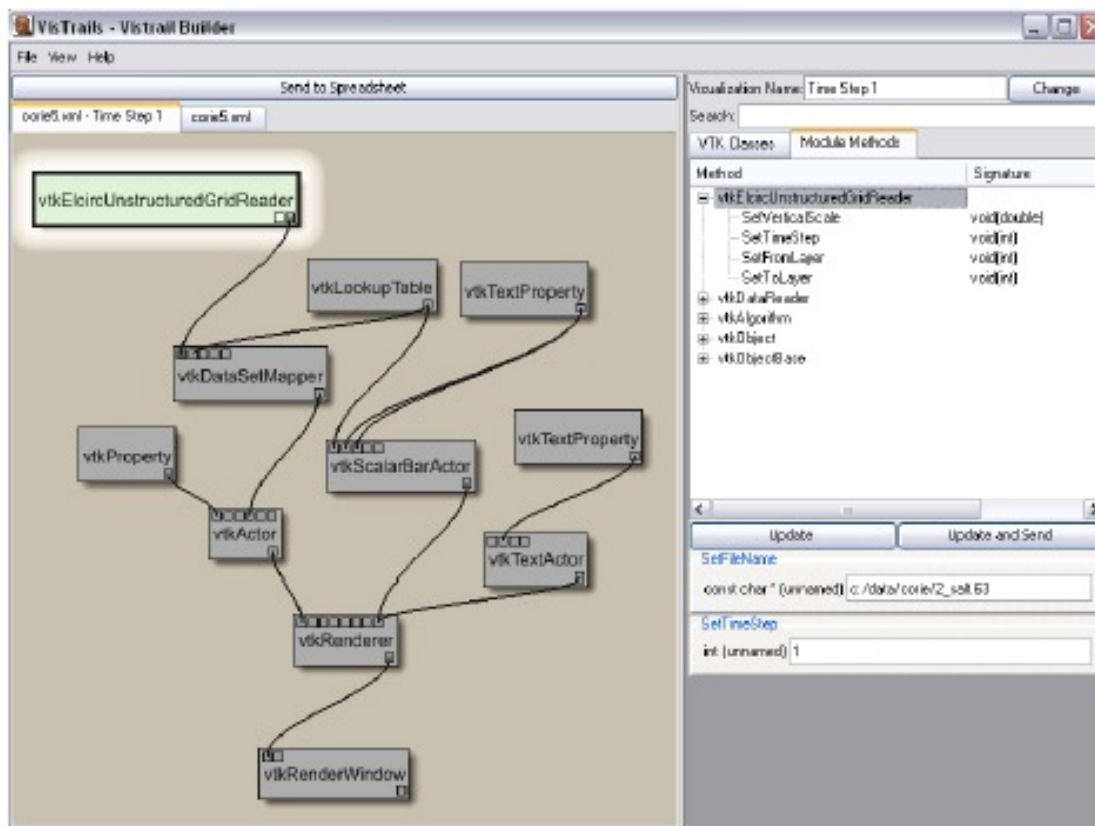 VisTrails - Vistrail Builder
File View Help
Send to Spreadsheet
corie5.xml - Time Step 1
corie5.xml
vtkElcircUnstructuredGridReader
vtkLookupTable
vtkTextProperty
vtkDataSetMapper
vtkProperty
vtkScalarBarActor
vtkTextProperty
vtkActor
vtkTextActor
vtkRenderer
vtkRenderWindow
Visualization Name: Time Step 1 Change
Search:
VTK Classes Module Methods
Method Signature
vtkElcircUnstructuredGridReader
SetVerticalScale void(double)
SetTimeStep void(int)
SetFromLayer void(int)
SetToLayer void(int)
vtkDataReader
vtkAlgorithm
vtkObject
vtkObjectBase
Update Update and Send
SetFileName
const char * (unnamed) c:/data/corie/2_salt.63
SetTimeStep
int (unnamed) 1